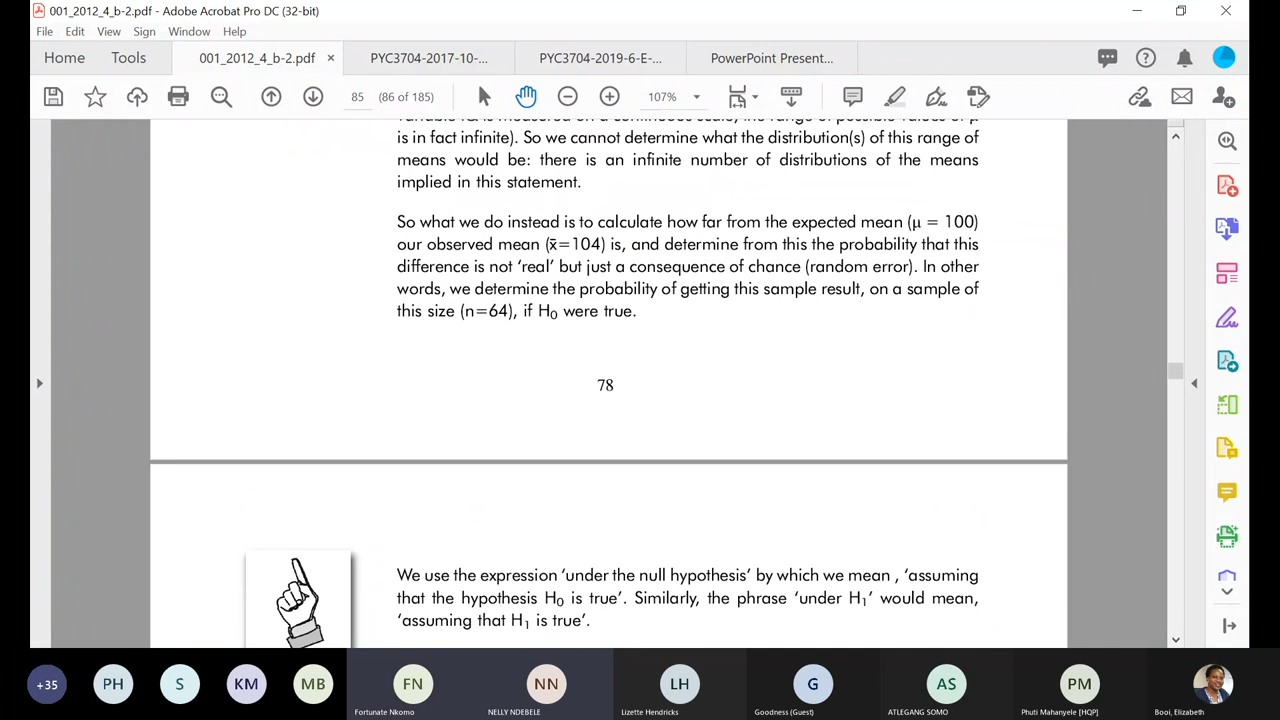 001_2012_4_b-2.pdf - Adobe Acrobat Pro DC (32-bit)
File Edit View Sign Window Help
Home Tools 001_2012_4_b-2.pdf × PYC3704-2017-10-... PYC3704-2019-6-E-... PowerPoint Present...
85 (86 of 185) 107%
is in fact infinite). So we cannot determine what the distribution(s) of this range of
means would be: there is an infinite number of distributions of the means
implied in this statement.
So what we do instead is to calculate how far from the expected mean (μ = 100)
our observed mean (x̄=104) is, and determine from this the probability that this
difference is not ‘real’ but just a consequence of chance (random error). In other
words, we determine the probability of getting this sample result, on a sample of
this size (n=64), if H₀ were true.
78
We use the expression ‘under the null hypothesis’ by which we mean , ‘assuming
that the hypothesis H₀ is true’. Similarly, the phrase ‘under H₁’ would mean,
‘assuming that H₁ is true’.
+35 PH S KM MB FN NN LH G AS PM
Fortunate Nkomo NELLY NDEBELE Lizette Hendricks Goodness (Guest) ATLEGANG SOMO Phuti Mahanyele [HQP] Booi, Elizabeth